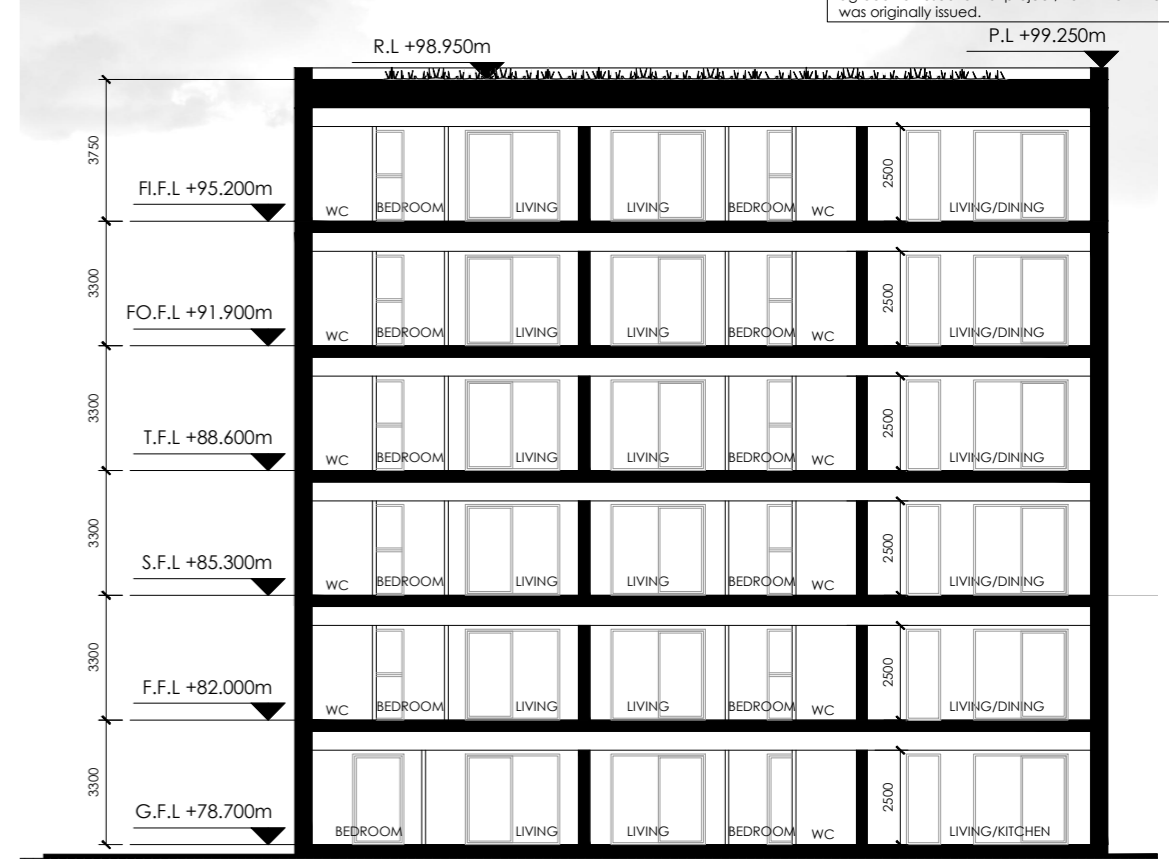 was originally issued.
R.L +98.950m
P.L +99.250m
3750
FI.F.L +95.200m
WC BEDROOM LIVING LIVING BEDROOM WC 2500 LIVING/DINING
3300
FO.F.L +91.900m
WC BEDROOM LIVING LIVING BEDROOM WC 2500 LIVING/DINING
3300
T.F.L +88.600m
WC BEDROOM LIVING LIVING BEDROOM WC 2500 LIVING/DINING
3300
S.F.L +85.300m
WC BEDROOM LIVING LIVING BEDROOM WC 2500 LIVING/DINING
3300
F.F.L +82.000m
WC BEDROOM LIVING LIVING BEDROOM WC 2500 LIVING/DINING
3300
G.F.L +78.700m
BEDROOM LIVING LIVING BEDROOM WC 2500 LIVING/KITCHEN